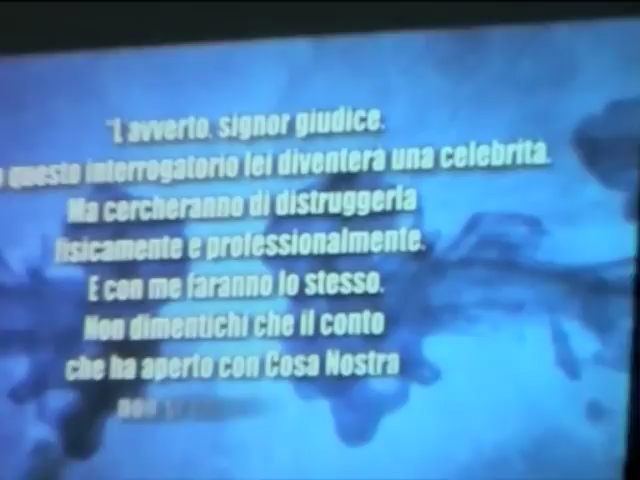 "L avverto, signor giudice.
questo interrogatorio lei diventerà una celebrità.
Ma cercheranno di distruggerla
fisicamente e professionalmente.
E con me faranno lo stesso.
Non dimentichi che il conto
che ha aperto con Cosa Nostra
non